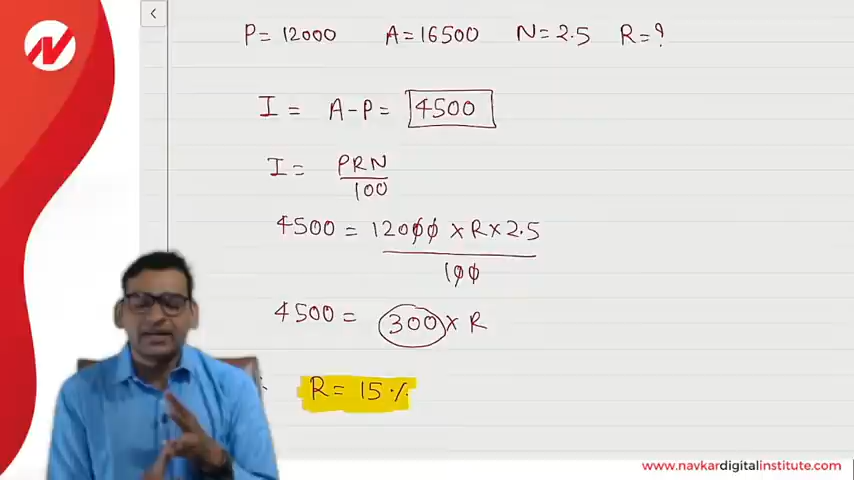 P = 12000 A = 16500 N = 2.5 R = ?
I = A - P = 4500
I = PRN
100
4500 = 12000 × R × 2.5
100
4500 = 300 × R
R = 15 %
www.navkardigitalinstitute.com